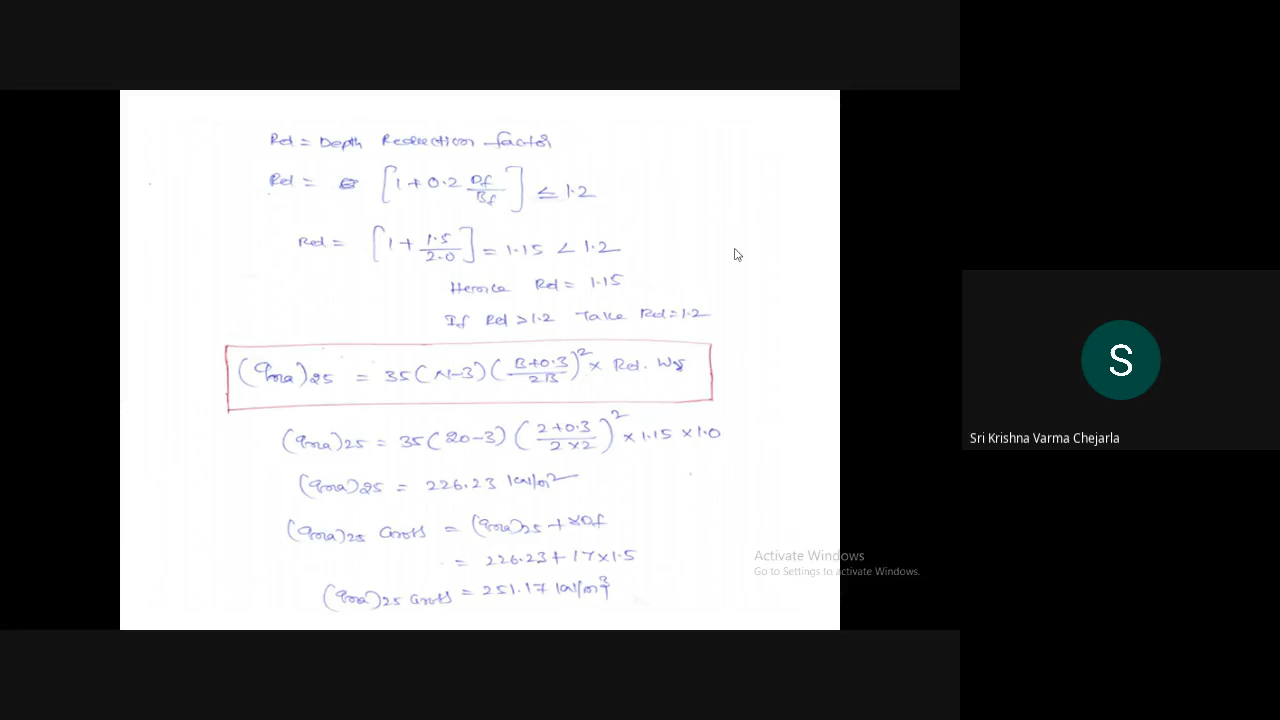 Rd = Depth Reduction factor
Rd = [1 + 0.2 Df/Bf] ≤ 1.2
Rd = [1 + 1.5/2.0] = 1.15 < 1.2
Hence Rd = 1.15
If Rd > 1.2 Take Rd = 1.2
(qna)25 = 35(N-3)((B+0.3)/2B)² × Rd. Wγ
(qna)25 = 35(20-3)((2+0.3)/(2×2))² × 1.15 × 1.0
(qna)25 = 226.23 kN/m²
(qna)25 Gross = (qna)25 + γDf
= 226.23 + 17×1.5
(qna)25 Gross = 251.17 kN/m³
S
Sri Krishna Varma Chejarla
Activate Windows
Go to Settings to activate Windows.